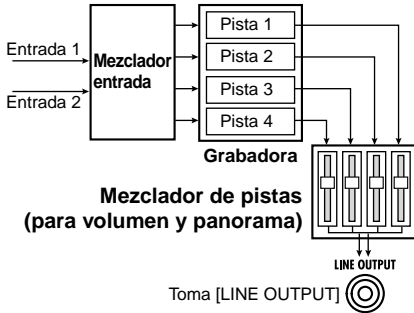 Entrada 1
Entrada 2
Mezclador
entrada
Pista 1
Pista 2
Pista 3
Pista 4
Grabadora
Mezclador de pistas
(para volumen y panorama)
LINE OUTPUT
Toma [LINE OUTPUT]